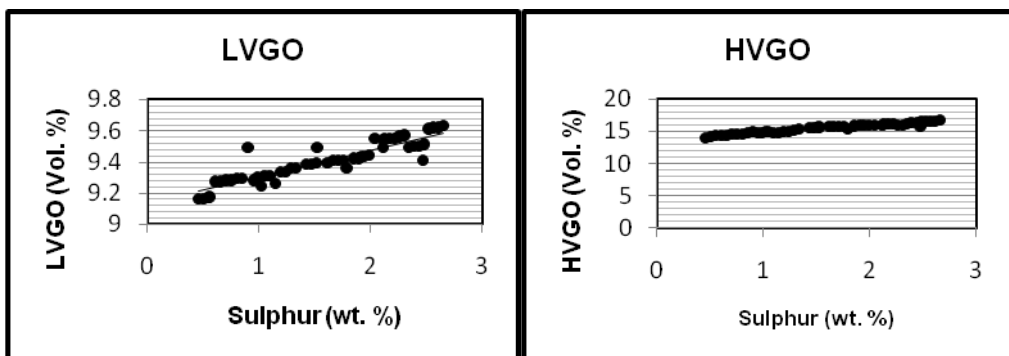 LVGO
LVGO (Vol. %)
9.8
9.6
9.4
9.2
9
0 1 2 3
Sulphur (wt. %)
HVGO
HVGO (Vol. %)
20
15
10
5
0
0 1 2 3
Sulphur (wt. %)